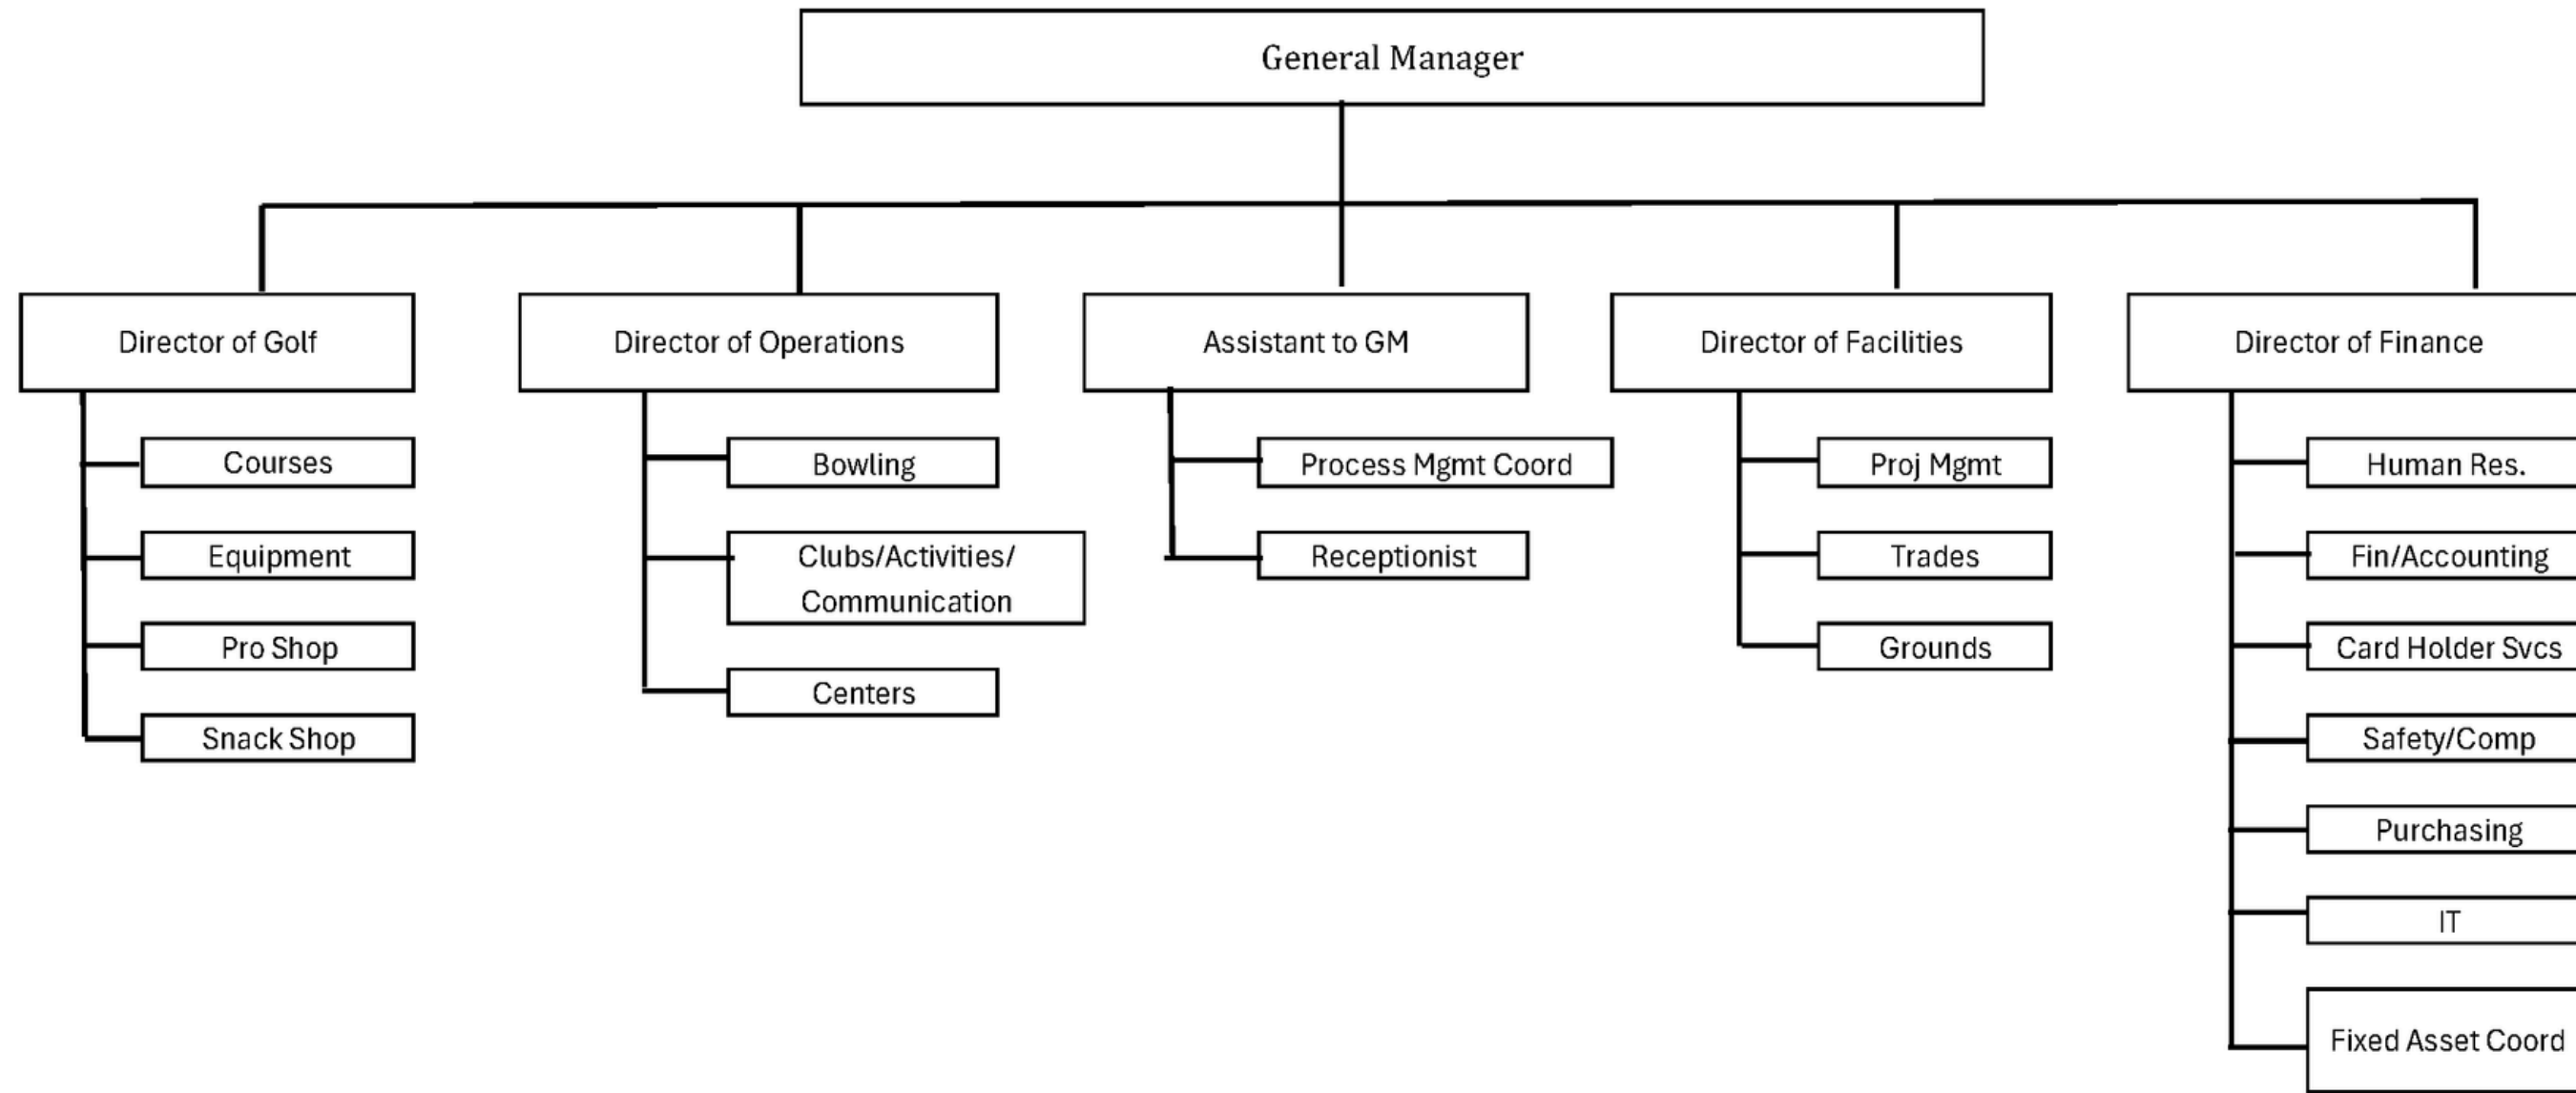 General Manager
Director of Golf
Director of Operations
Assistant to GM
Director of Facilities
Director of Finance
Courses
Equipment
Pro Shop
Snack Shop
Bowling
Clubs/Activities/
Communication
Centers
Process Mgmt Coord
Receptionist
Proj Mgmt
Trades
Grounds
Human Res.
Fin/Accounting
Card Holder Svcs
Safety/Comp
Purchasing
IT
Fixed Asset Coord